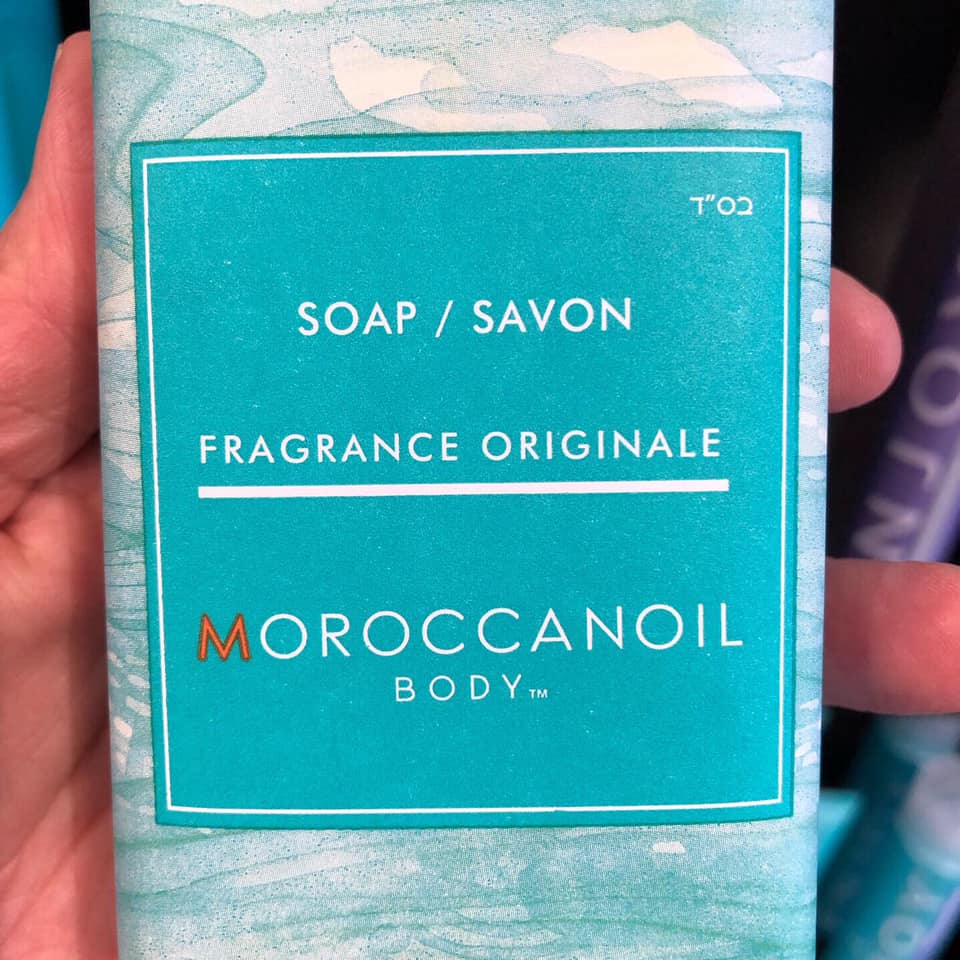 בס״ד
SOAP / SAVON
FRAGRANCE ORIGINALE
MOROCCANOIL
BODY™